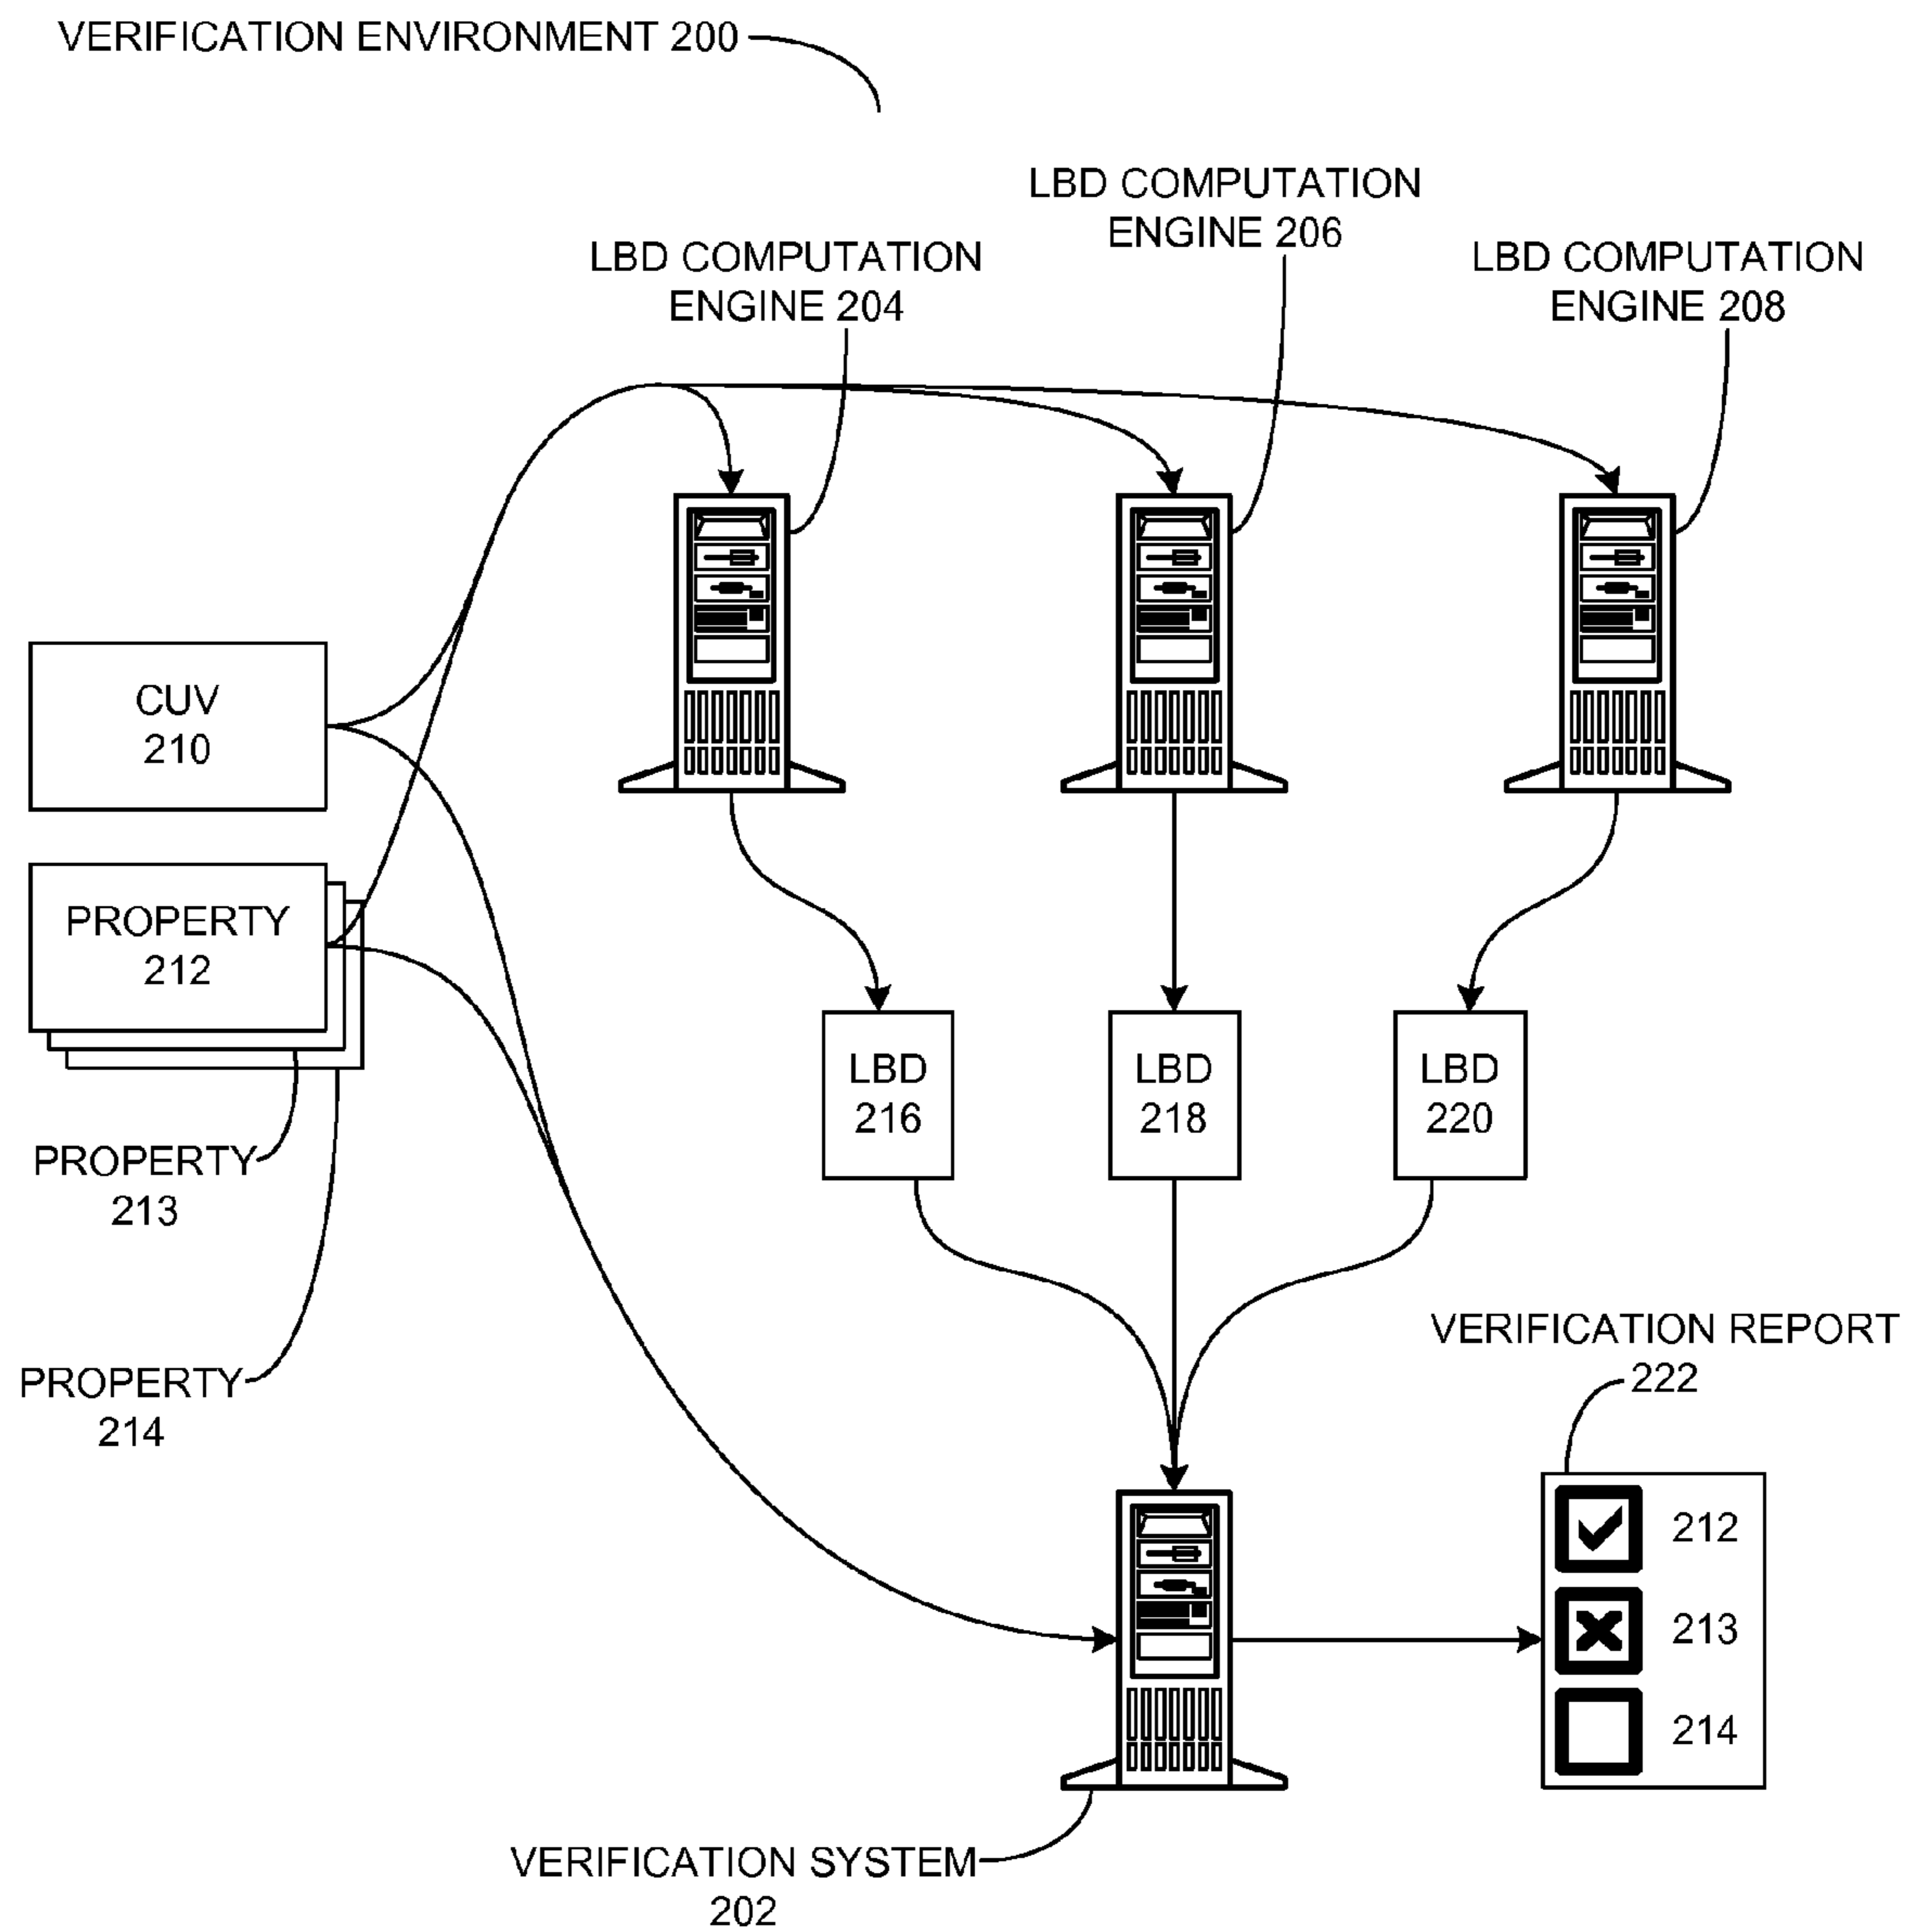 VERIFICATION ENVIRONMENT 200
LBD COMPUTATION
ENGINE 204
LBD COMPUTATION
ENGINE 206
LBD COMPUTATION
ENGINE 208
CUV
210
PROPERTY
212
PROPERTY
213
PROPERTY
214
LBD
216
LBD
218
LBD
220
VERIFICATION REPORT
222
212
213
214
VERIFICATION SYSTEM
202